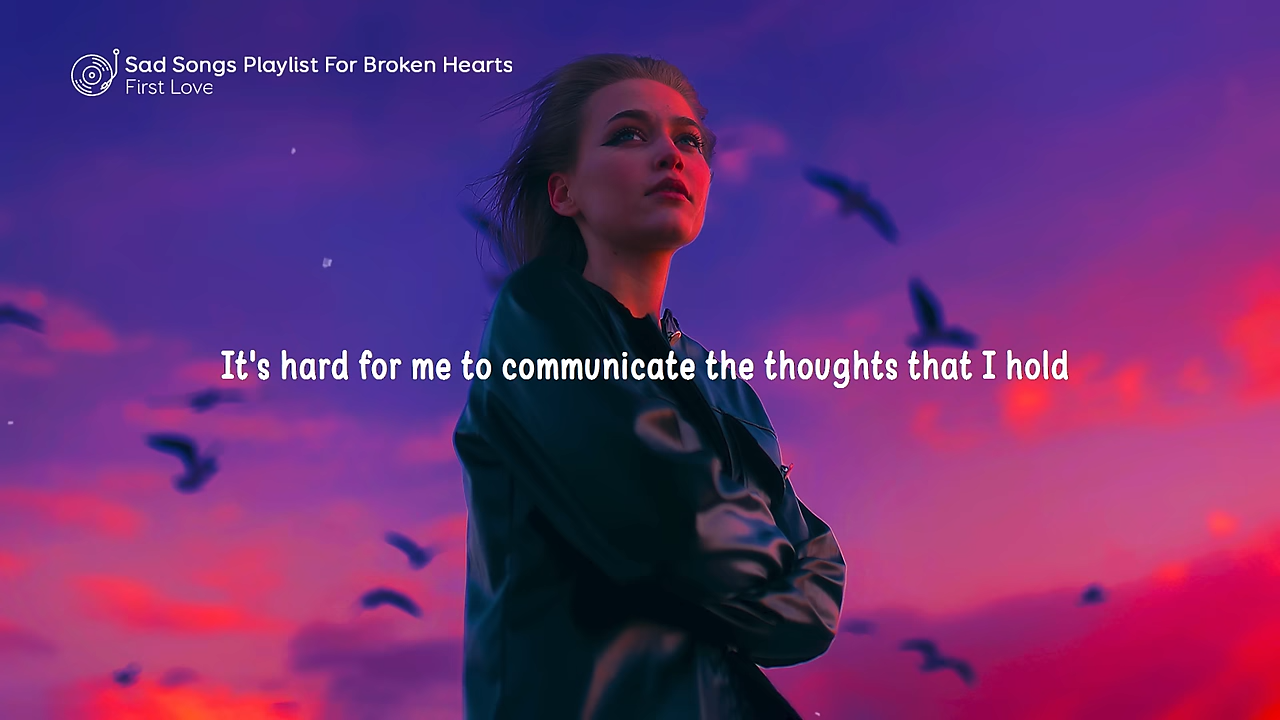 Sad Songs Playlist For Broken Hearts
First Love
It's hard for me to communicate the thoughts that I hold